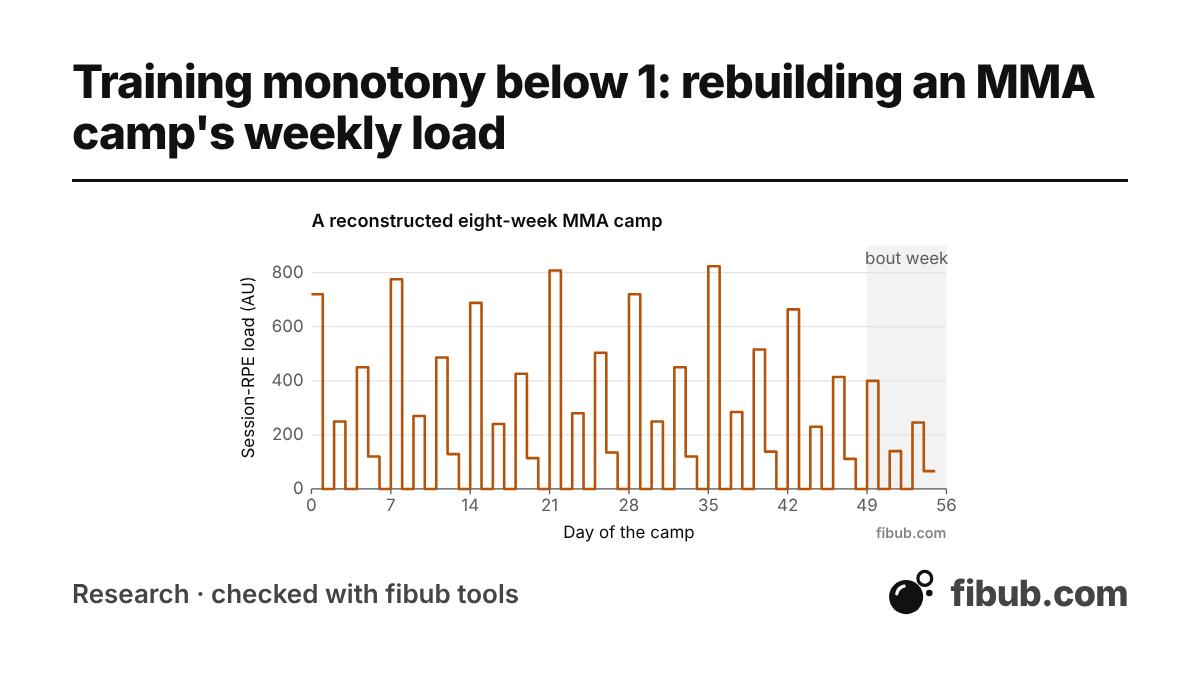 Training monotony below 1: rebuilding an MMA
camp's weekly load
A reconstructed eight-week MMA camp
bout week
Session-RPE load (AU)
800
600
400
200
0
0 7 14 21 28 35 42 49 56
Day of the camp
fibub.com
Research · checked with fibub tools
fibub.com